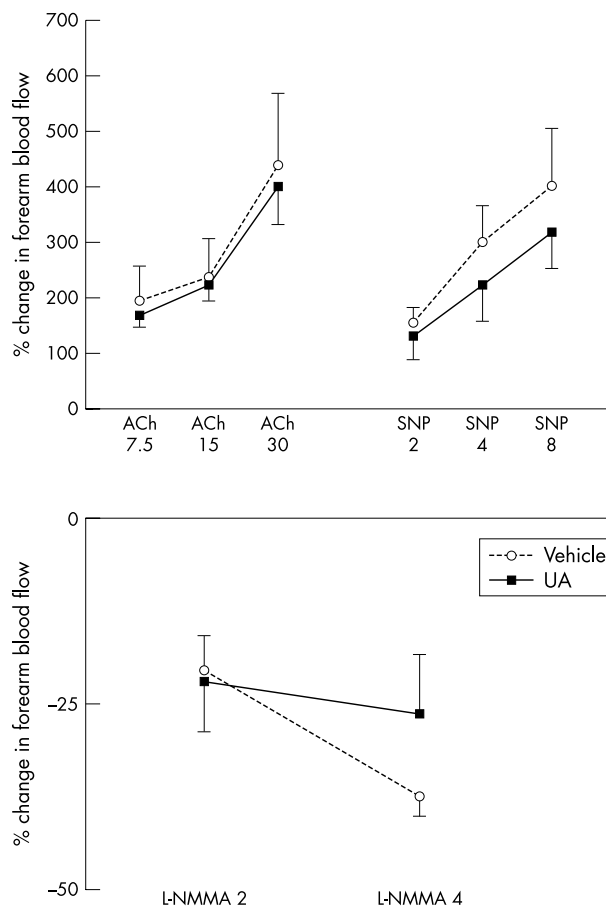 700
600
500
400
300
200
100
0
% change in forearm blood flow
ACh ACh ACh SNP SNP SNP
7.5 15 30 2 4 8
0
–25
–50
% change in forearm blood flow
Vehicle
UA
L-NMMA 2 L-NMMA 4